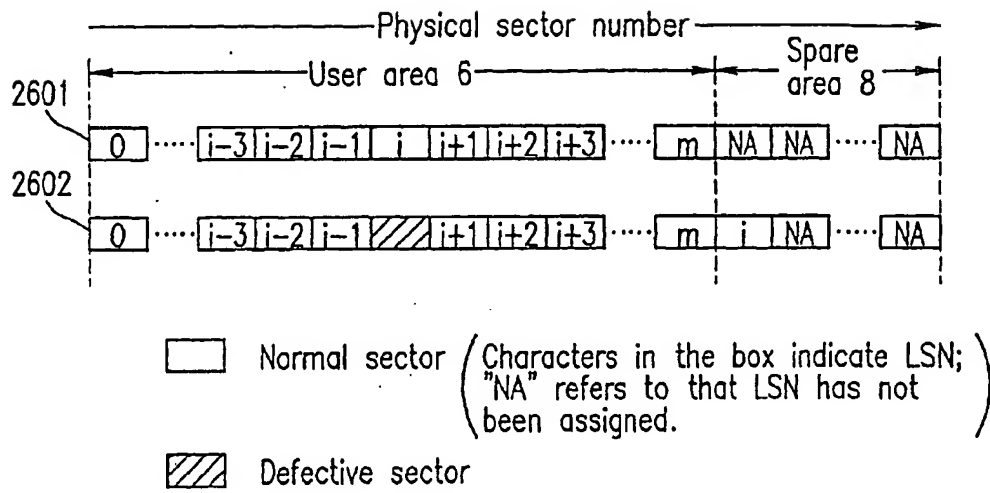 Physical sector number
User area 6
Spare
area 8
2601
0 ····· i-3 i-2 i-1 i i+1 i+2 i+3 ····· m NA NA ····· NA
2602
0 ····· i-3 i-2 i-1 i+1 i+2 i+3 ····· m i NA ····· NA
Normal sector (Characters in the box indicate LSN;
"NA" refers to that LSN has not
been assigned.)
Defective sector